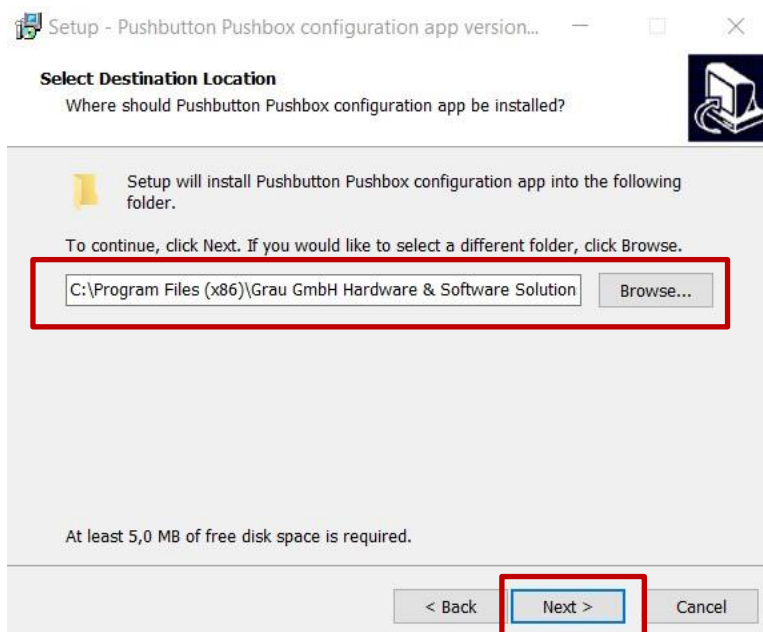 Setup - Pushbutton Pushbox configuration app version...
Select Destination Location
Where should Pushbutton Pushbox configuration app be installed?
Setup will install Pushbutton Pushbox configuration app into the following
folder.
To continue, click Next. If you would like to select a different folder, click Browse.
C:\Program Files (x86)\Grau GmbH Hardware & Software Solution
Browse...
At least 5,0 MB of free disk space is required.
< Back
Next >
Cancel